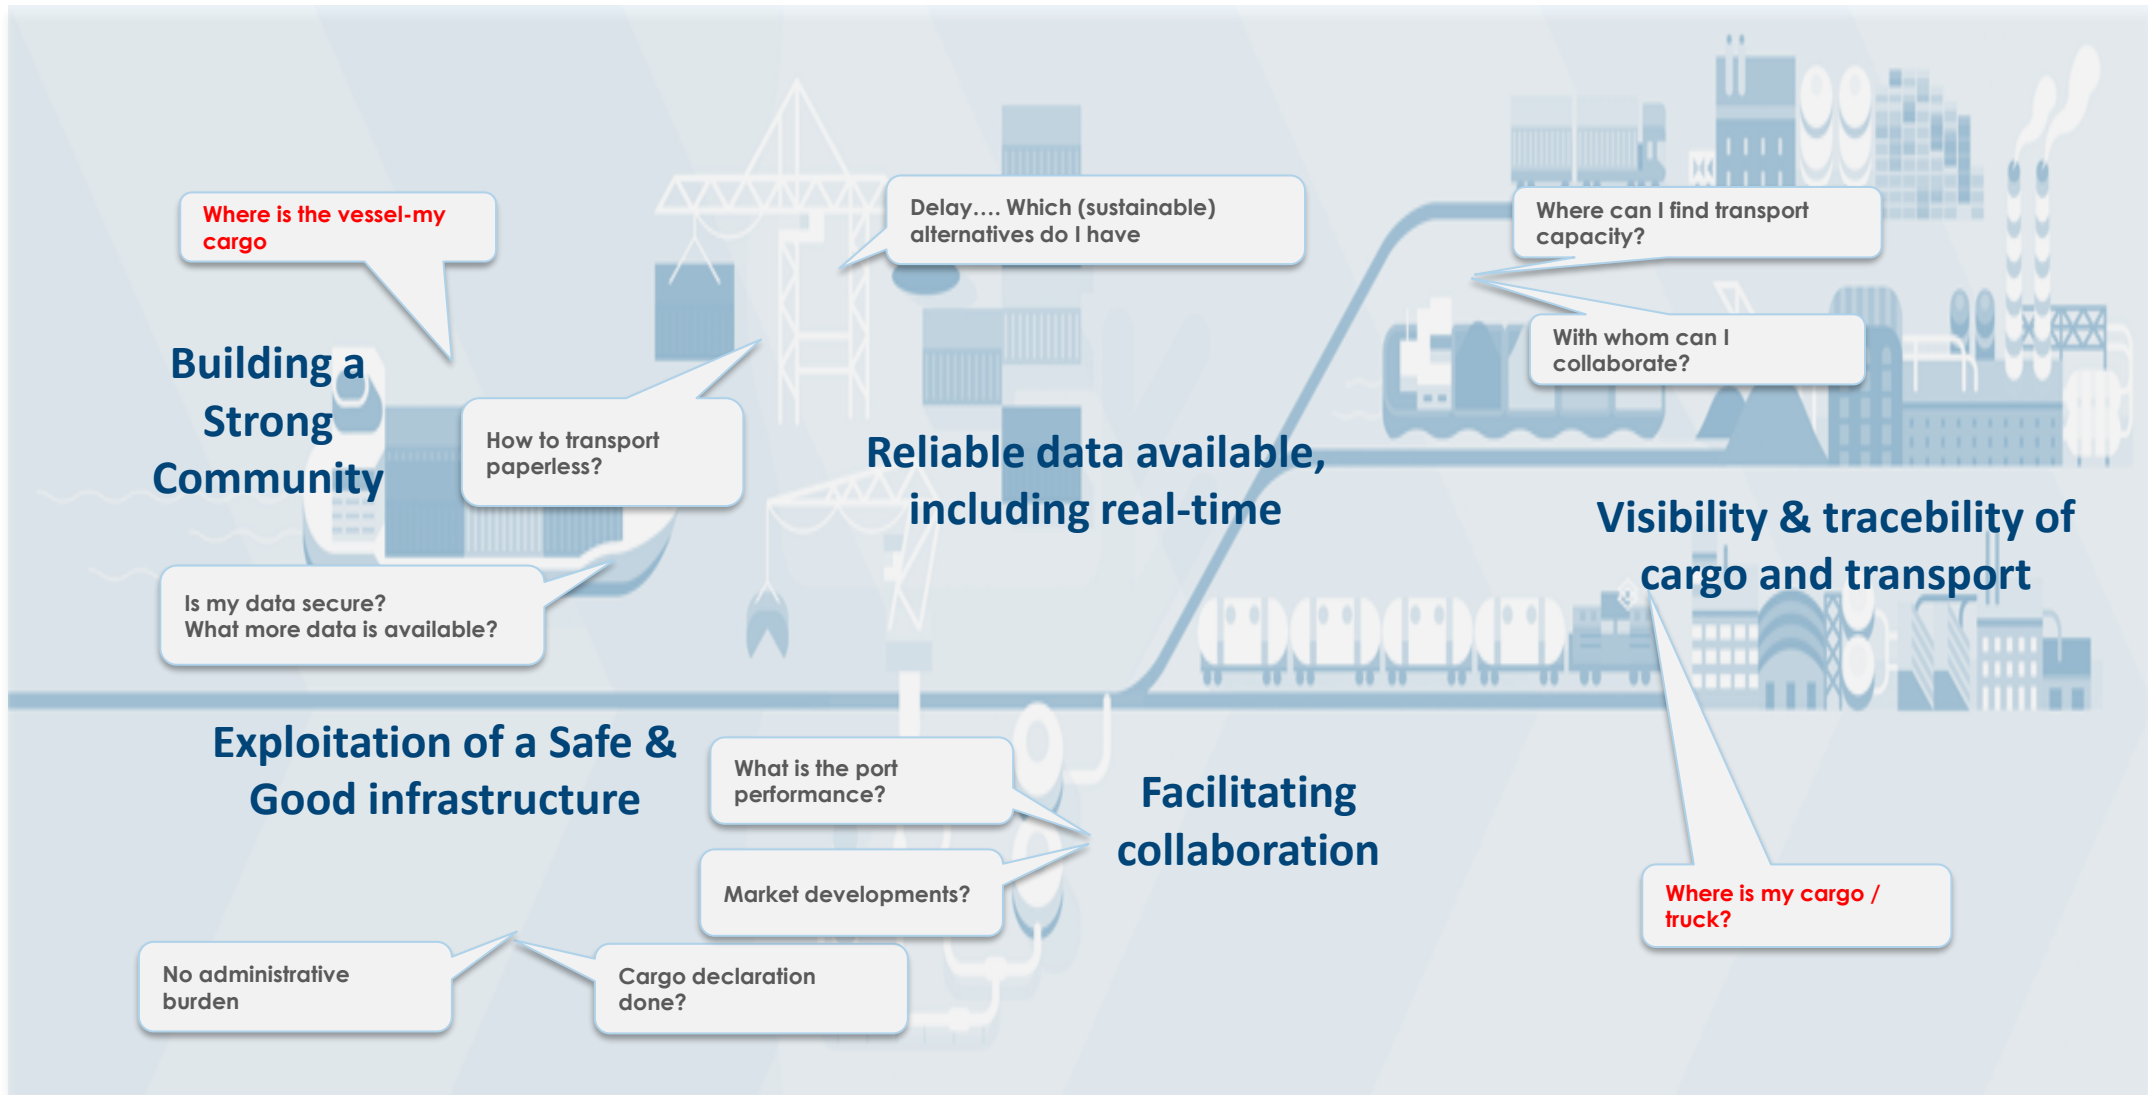 Where is the vessel-my
cargo
Delay.... Which (sustainable)
alternatives do I have
Where can I find transport
capacity?
With whom can I
collaborate?
Building a
Strong
Community
How to transport
paperless?
Reliable data available,
including real-time
Visibility & tracebility of
cargo and transport
Is my data secure?
What more data is available?
Exploitation of a Safe &
Good infrastructure
What is the port
performance?
Facilitating
collaboration
Market developments?
Where is my cargo /
truck?
No administrative
burden
Cargo declaration
done?